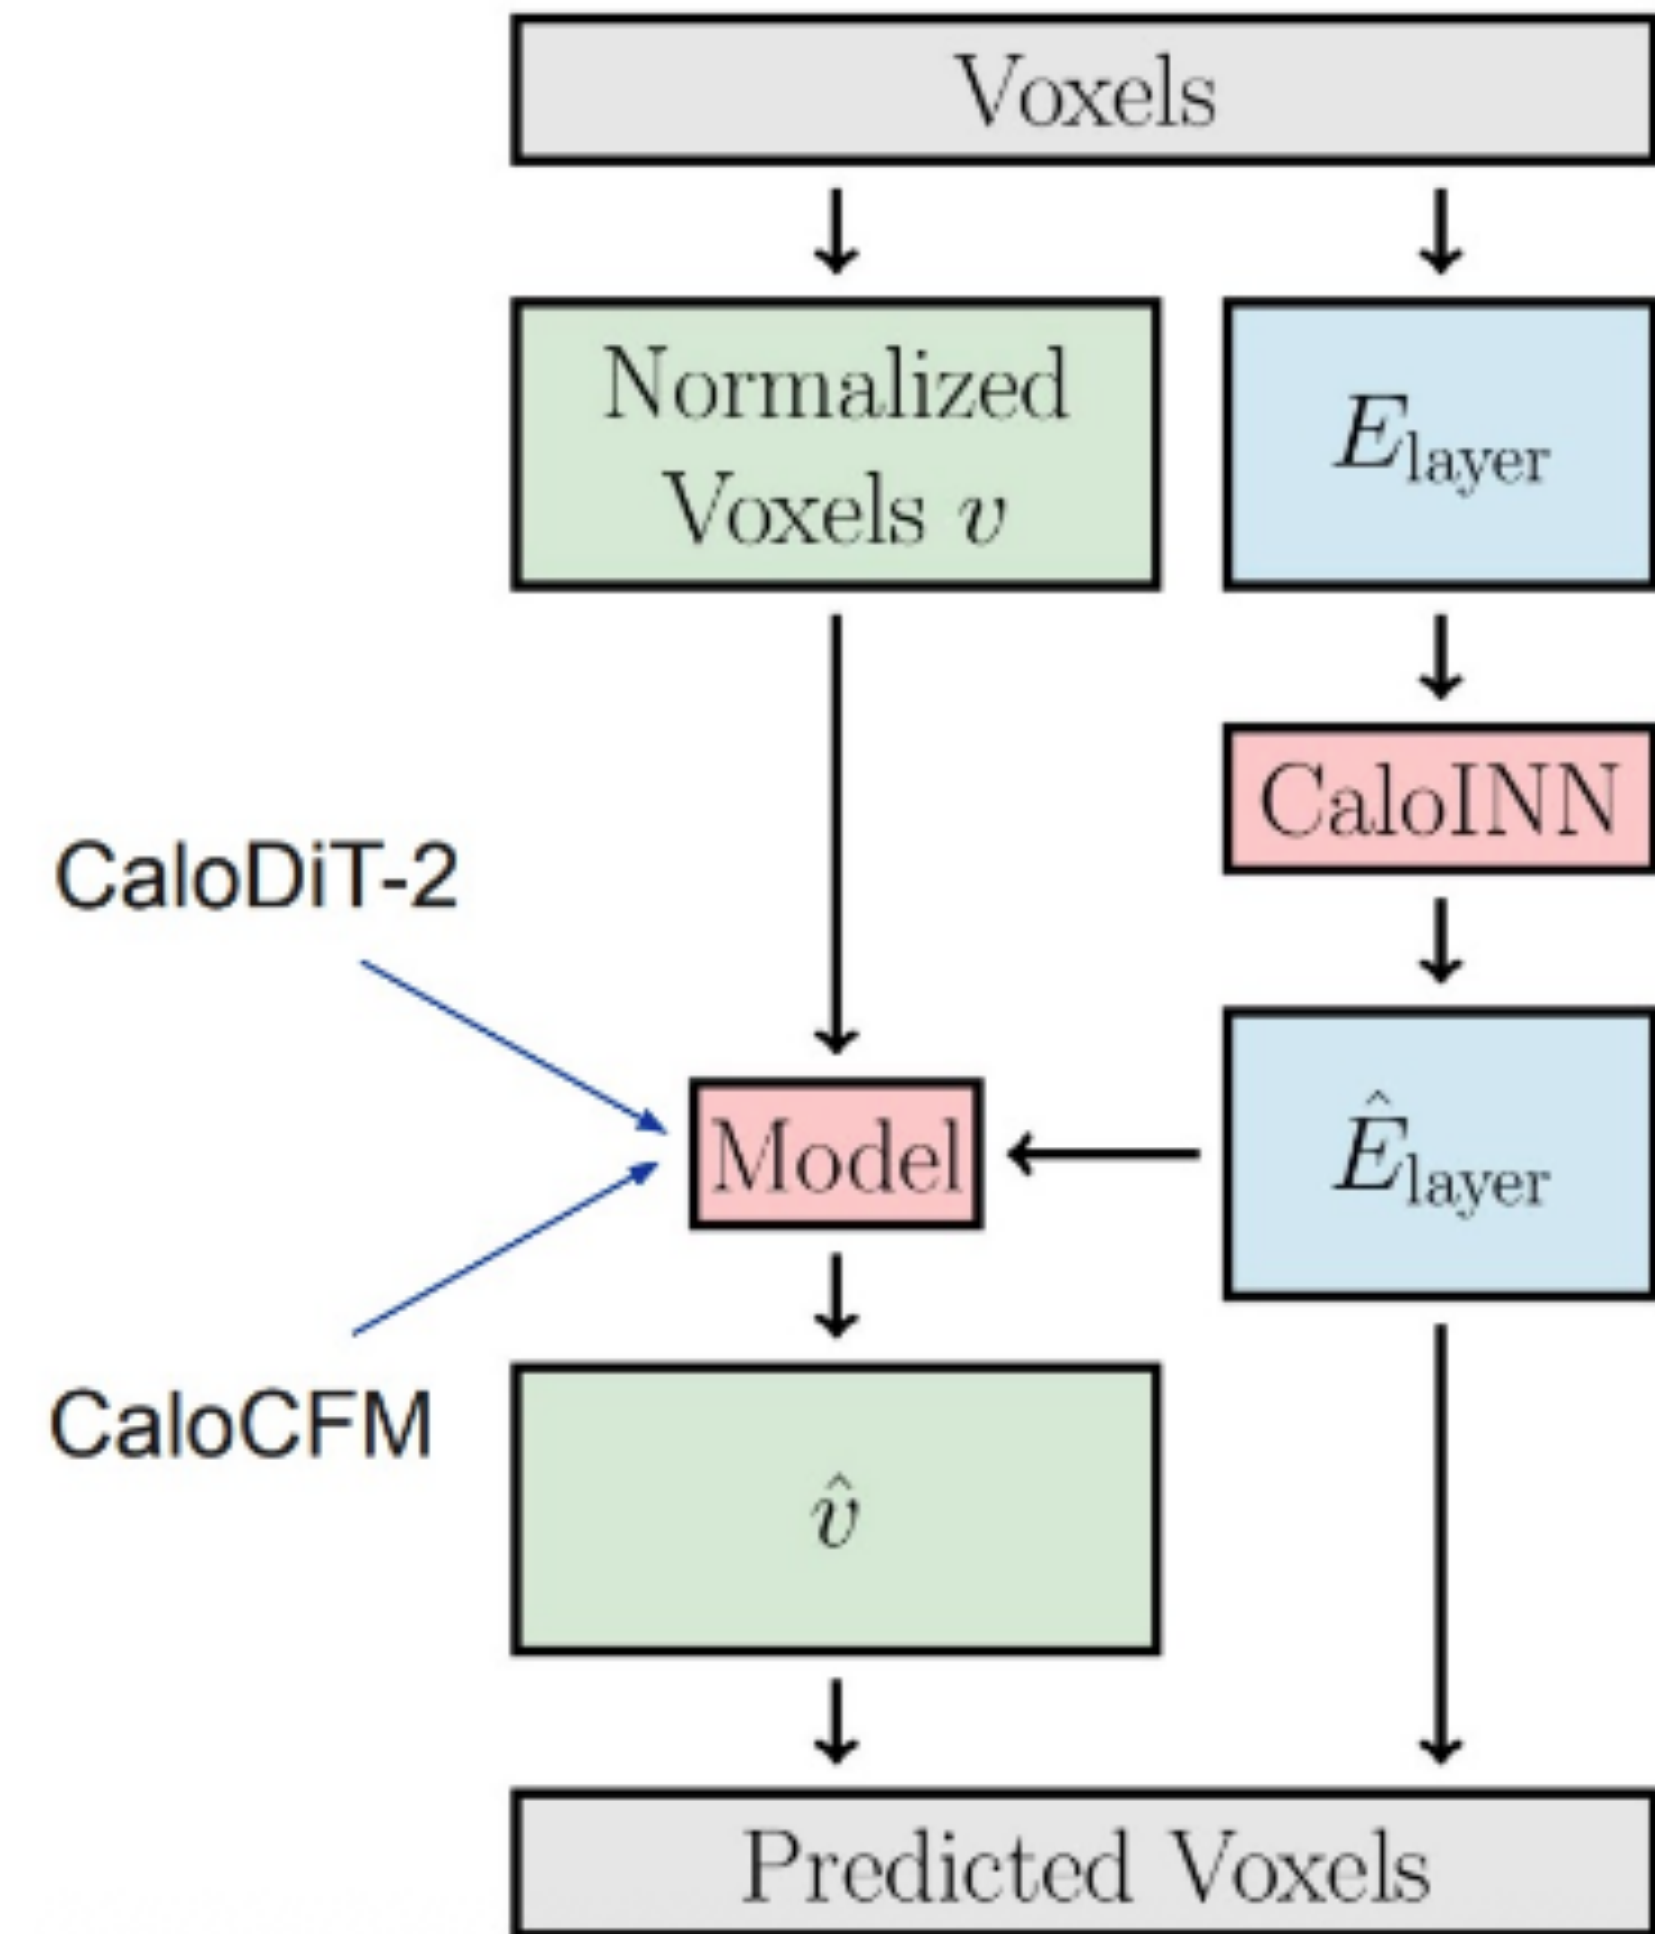 Voxels
Normalized
Voxels v
E_layer
CaloINN
CaloDiT-2
Model
Ê_layer
CaloCFM
v̂
Predicted Voxels